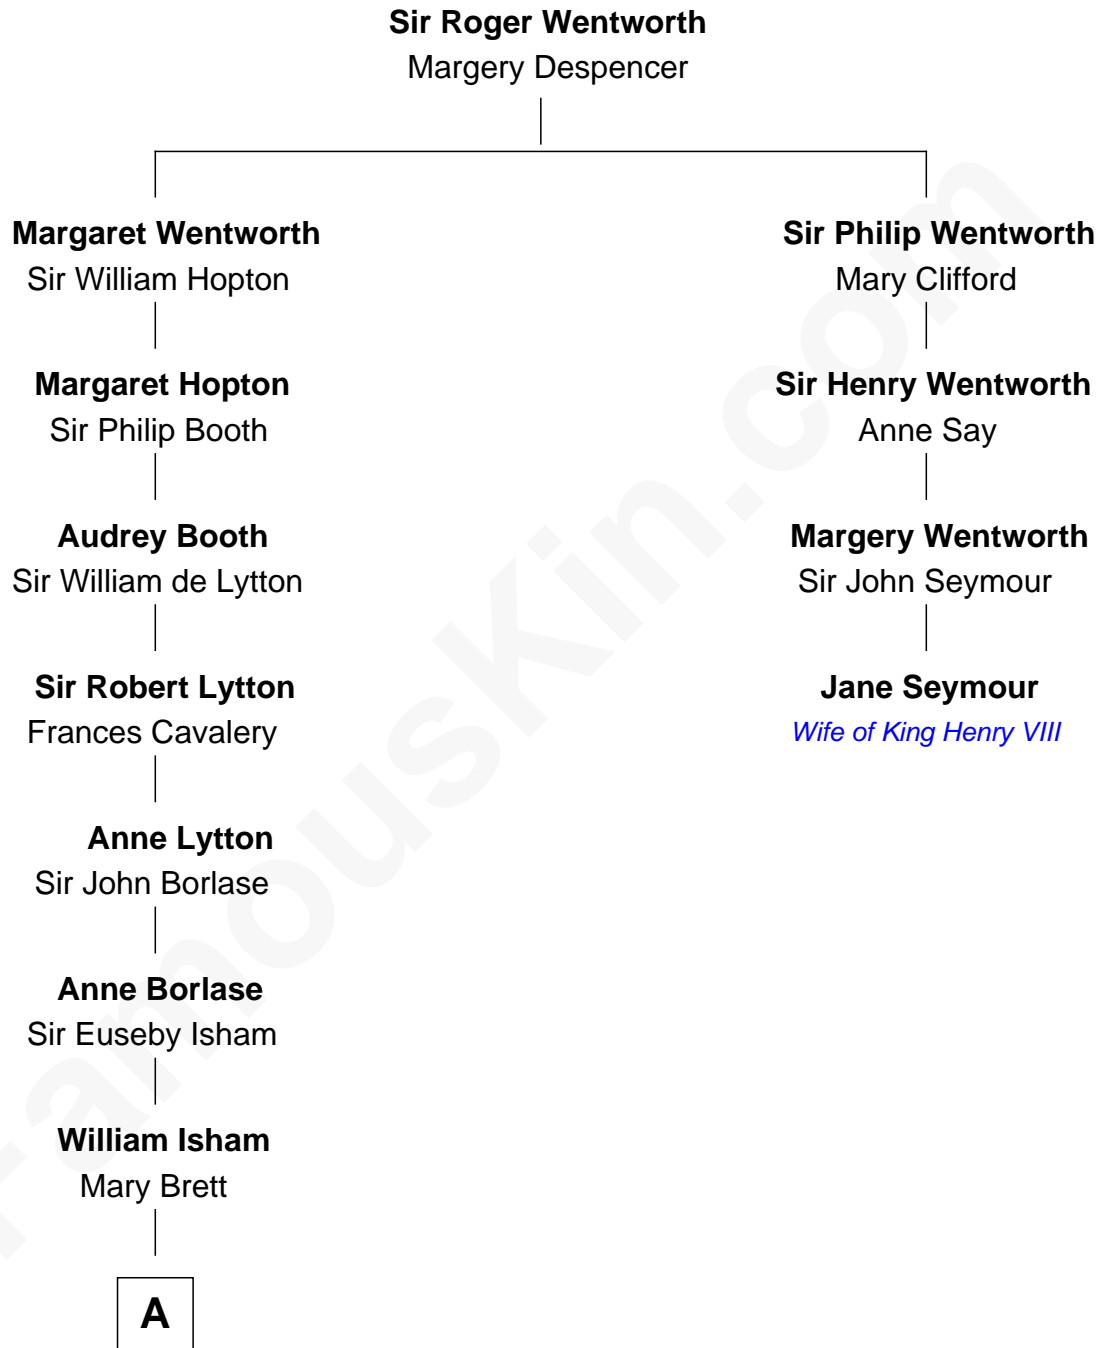 Sir Roger Wentworth
Margery Despencer
Margaret Wentworth
Sir William Hopton
Sir Philip Wentworth
Mary Clifford
Margaret Hopton
Sir Philip Booth
Sir Henry Wentworth
Anne Say
Audrey Booth
Sir William de Lytton
Margery Wentworth
Sir John Seymour
Sir Robert Lytton
Frances Cavalery
Jane Seymour
Wife of King Henry VIII
Anne Lytton
Sir John Borlase
Anne Borlase
Sir Euseby Isham
William Isham
Mary Brett
A
FamousKin.com